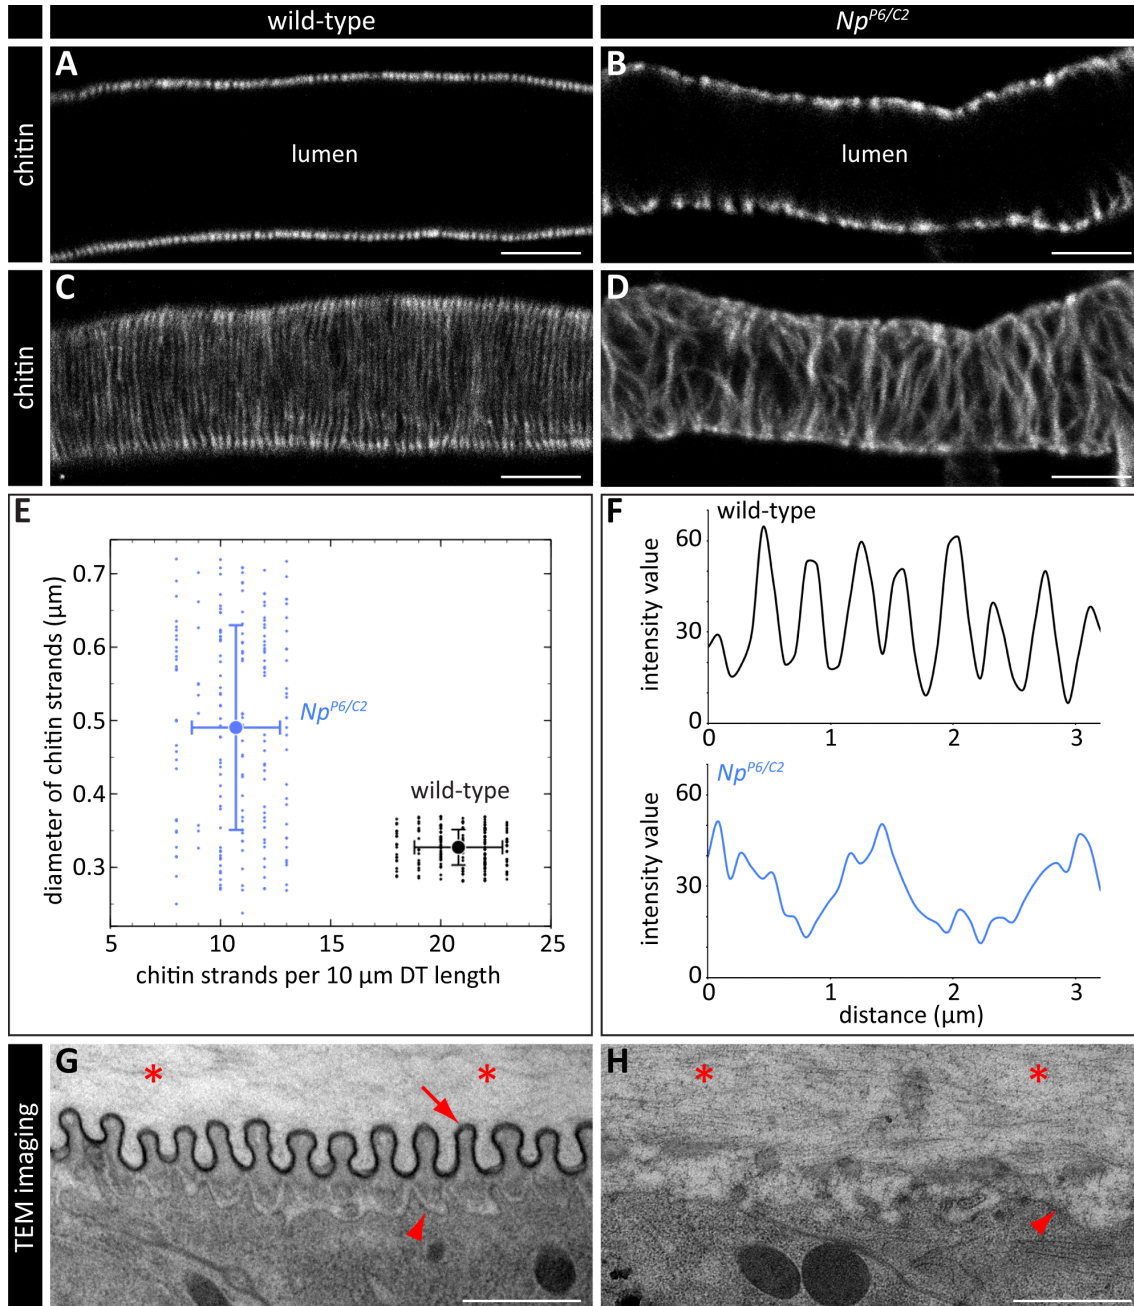 wild-type
Np^P6/C2
chitin
A
lumen
B
lumen
chitin
C
D
E
diameter of chitin strands (μm)
0.7
0.6
0.5
0.4
0.3
Np^P6/C2
wild-type
5 10 15 20 25
chitin strands per 10 μm DT length
F
wild-type
intensity value
60
30
0
0 1 2 3
Np^P6/C2
intensity value
60
30
0
0 1 2 3
distance (μm)
TEM imaging
G
* *
H
* *